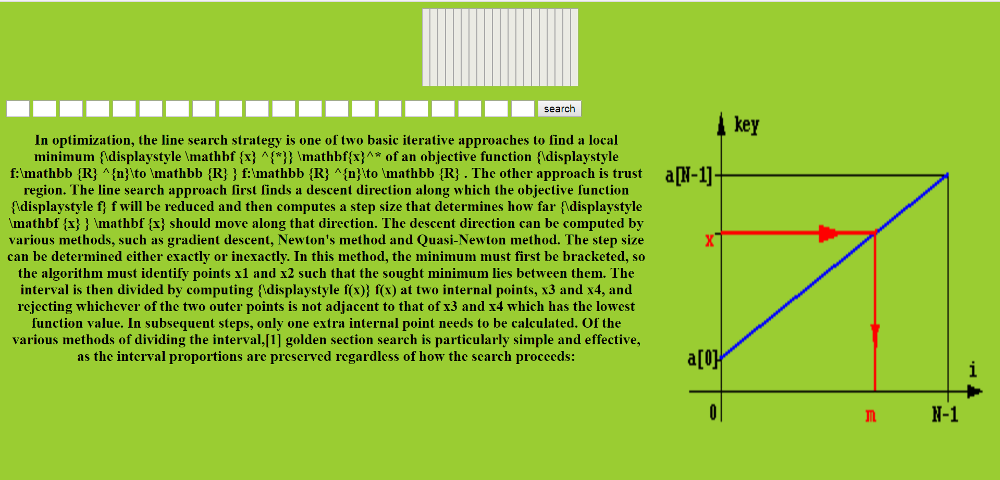 search
In optimization, the line search strategy is one of two basic iterative approaches to find a local
minimum {\displaystyle \mathbf {x} ^{*}} \mathbf{x}^* of an objective function {\displaystyle
f:\mathbb {R} ^{n}\to \mathbb {R} } f:\mathbb {R} ^{n}\to \mathbb {R} . The other approach is trust
region. The line search approach first finds a descent direction along which the objective function
{\displaystyle f} f will be reduced and then computes a step size that determines how far {\displaystyle
\mathbf {x} } \mathbf {x} should move along that direction. The descent direction can be computed by
various methods, such as gradient descent, Newton's method and Quasi-Newton method. The step size
can be determined either exactly or inexactly. In this method, the minimum must first be bracketed, so
the algorithm must identify points x1 and x2 such that the sought minimum lies between them. The
interval is then divided by computing {\displaystyle f(x)} f(x) at two internal points, x3 and x4, and
rejecting whichever of the two outer points is not adjacent to that of x3 and x4 which has the lowest
function value. In subsequent steps, only one extra internal point needs to be calculated. Of the
various methods of dividing the interval,[1] golden section search is particularly simple and effective,
as the interval proportions are preserved regardless of how the search proceeds:
key
a[N-1]
x
a[0]
i
0
m
N-1